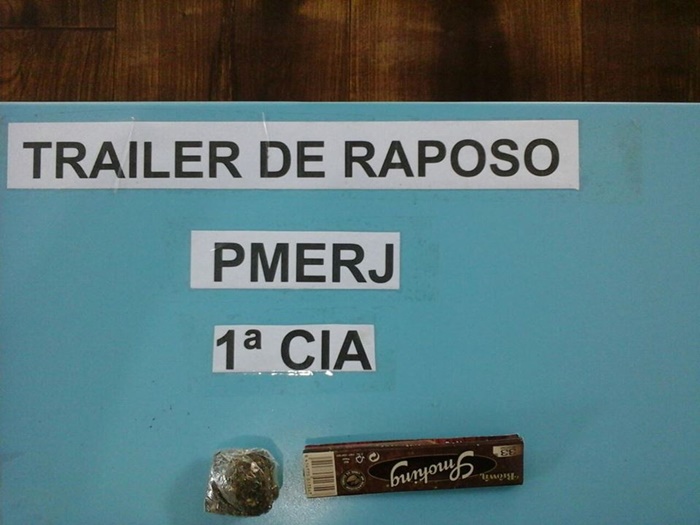 TRAILER DE RAPOSO
PMERJ
1ª CIA
Smoking